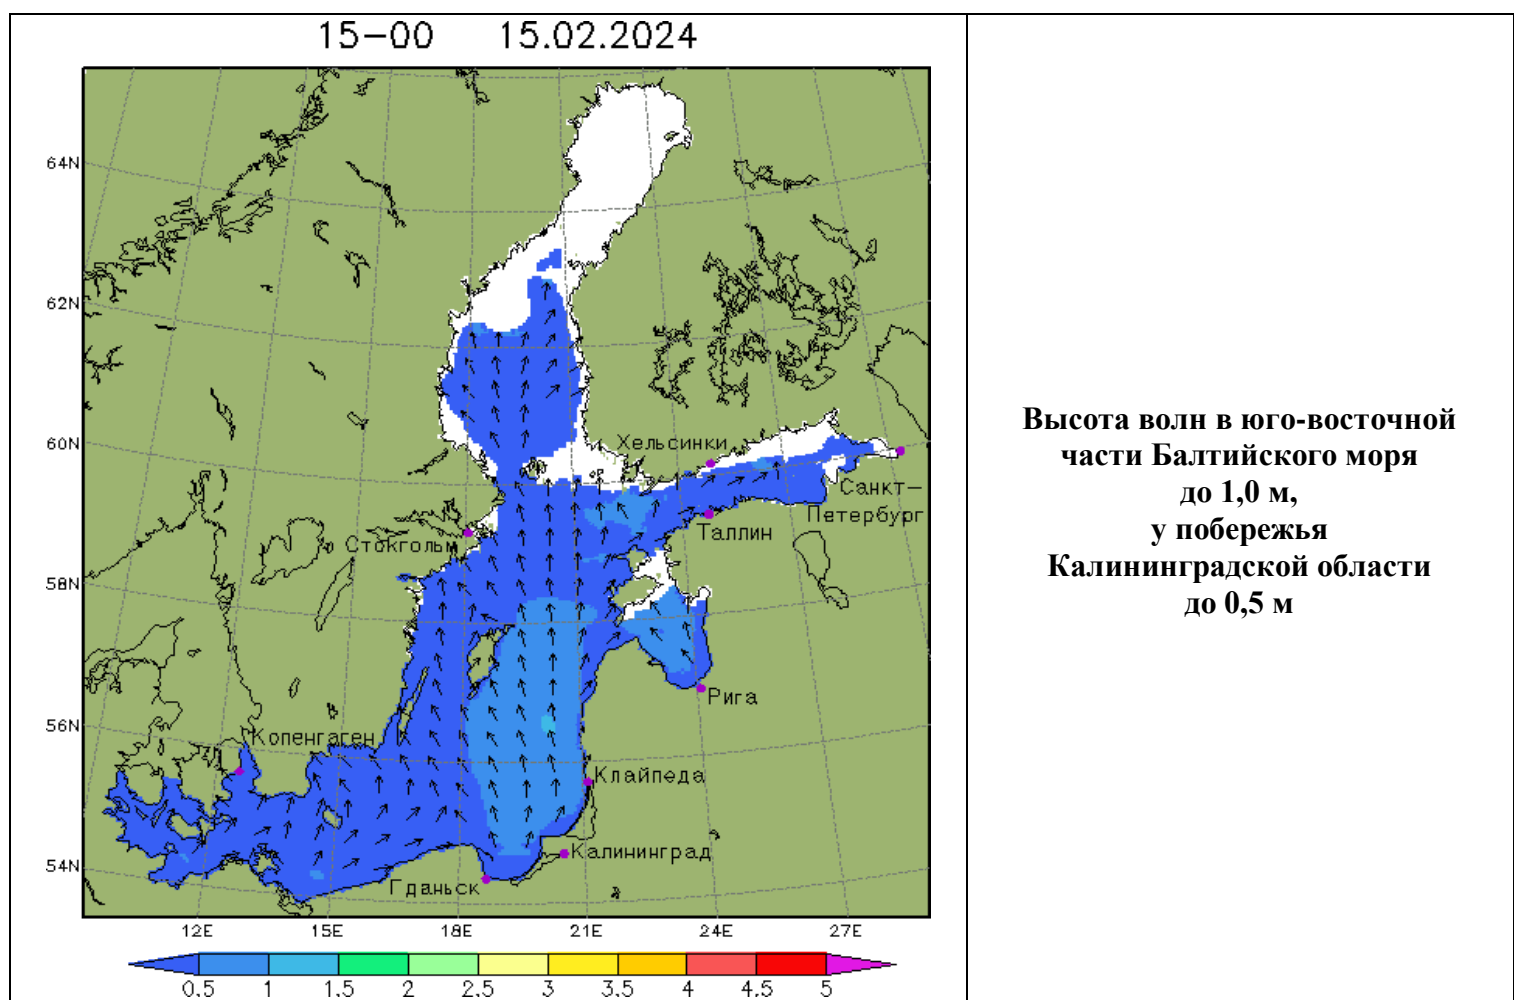 15-00 15.02.2024
64N
62N
60N
58N
56N
54N
Хельсинки
Санкт-
Петербург
Таллин
Стокгольм
Рига
Копенгаген
Клайпеда
Калининград
Гданьск
12E 15E 18E 21E 24E 27E
0,5 1 1,5 2 2,5 3 3,5 4 4,5 5
Высота волн в юго-восточной
части Балтийского моря
до 1,0 м,
у побережья
Калининградской области
до 0,5 м